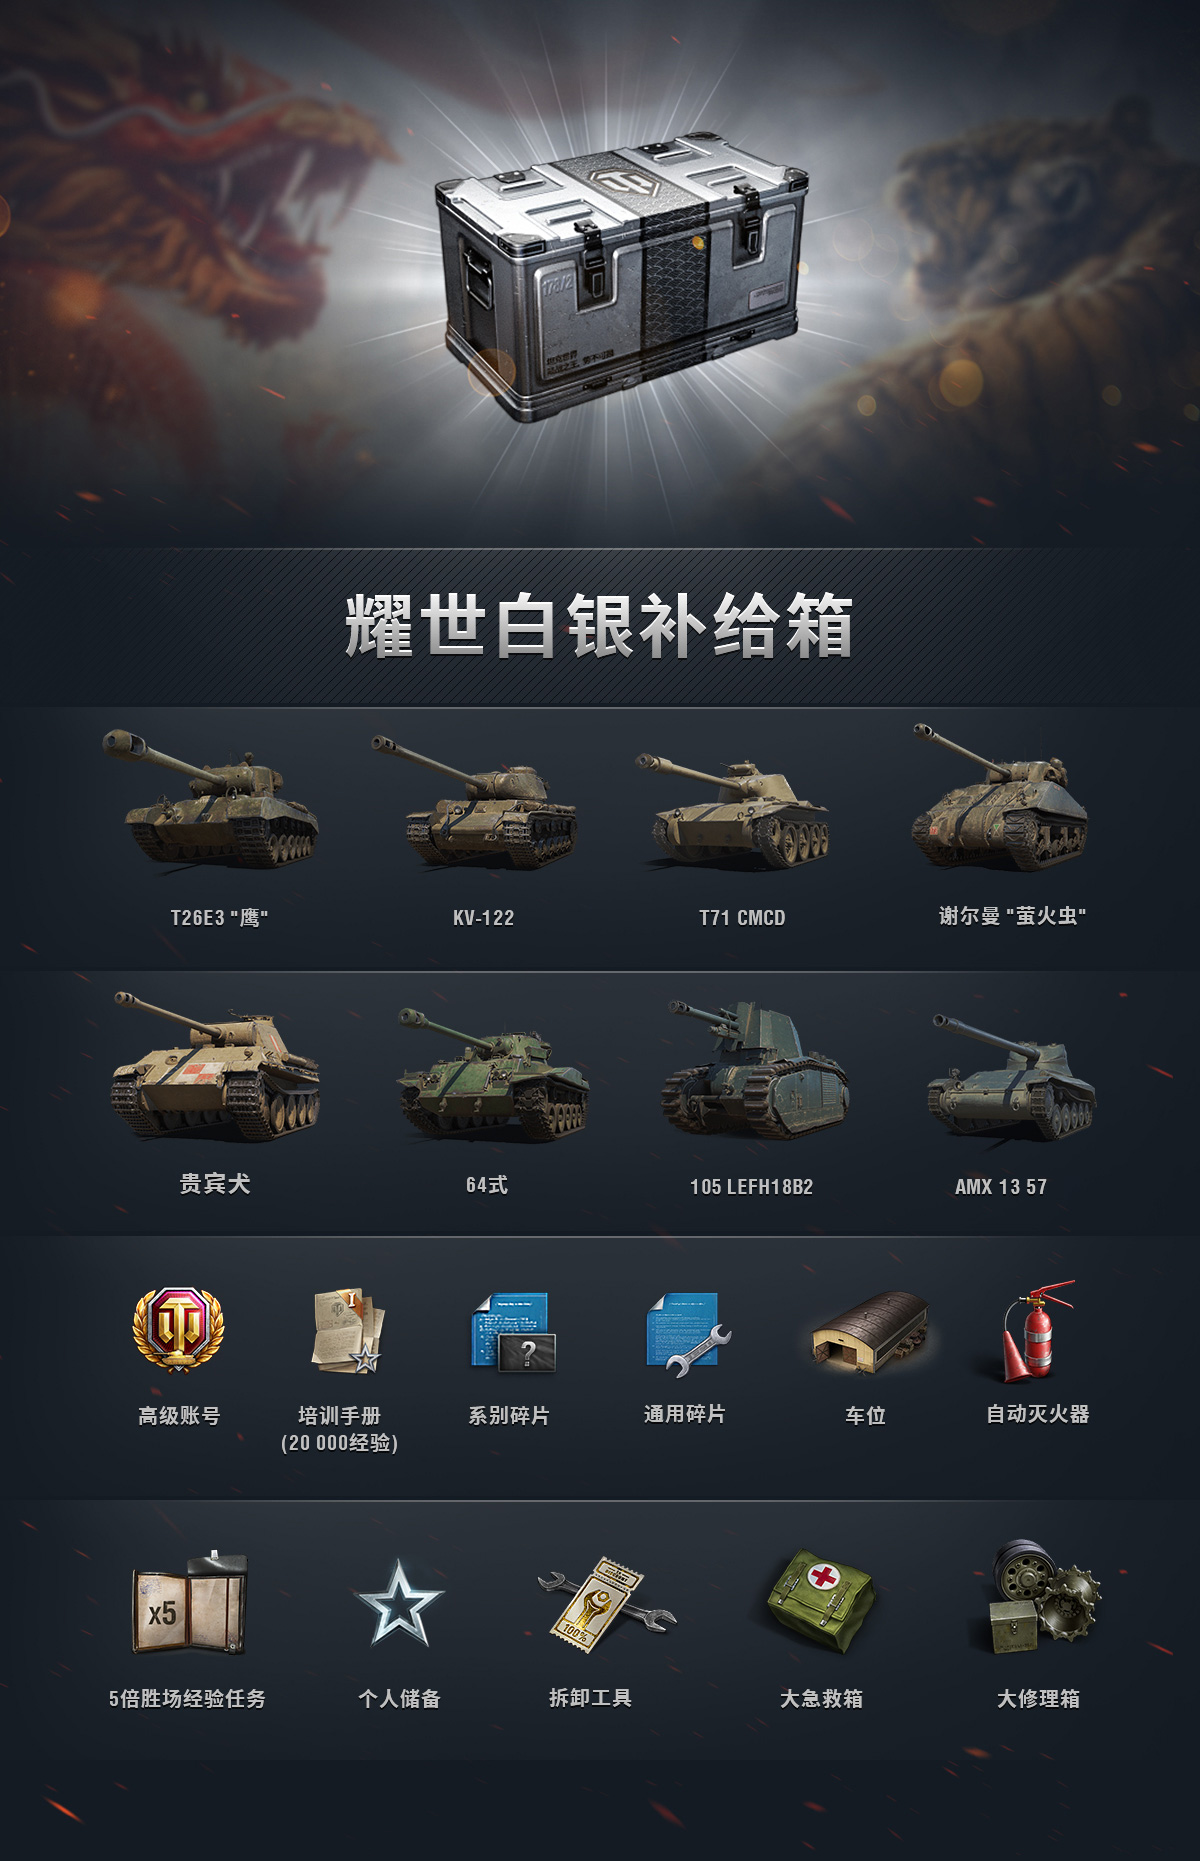 耀世白银补给箱
T26E3 "鹰"
KV-122
T71 CMCD
谢尔曼 "萤火虫"
贵宾犬
64式
105 LEFH18B2
AMX 13 57
I
?
高级账号
培训手册
(20 000经验)
系别碎片
通用碎片
车位
自动灭火器
x5
100%
5倍胜场经验任务
个人储备
拆卸工具
大急救箱
大修理箱